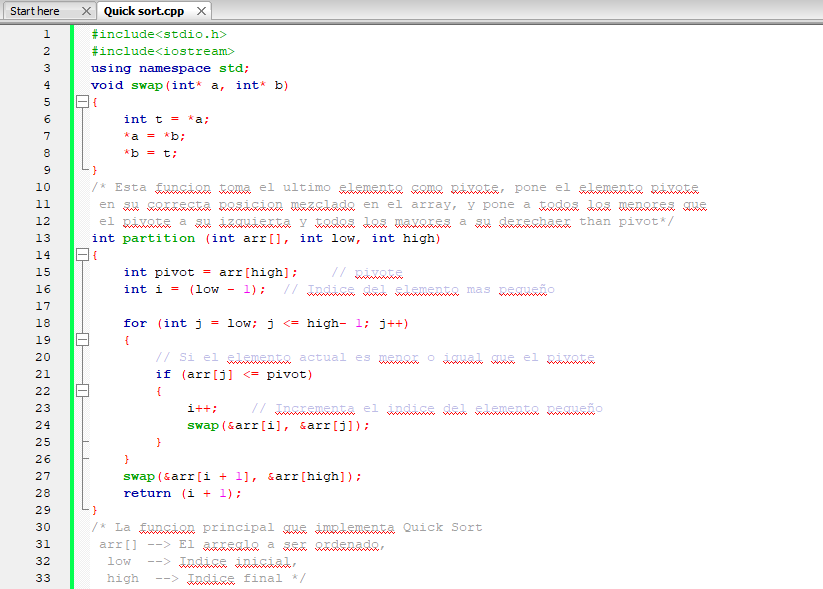 Start here × Quick sort.cpp ×
1 #include<stdio.h>
2 #include<iostream>
3 using namespace std;
4 void swap(int* a, int* b)
5 {
6 int t = *a;
7 *a = *b;
8 *b = t;
9 }
10 /* Esta funcion toma el ultimo elemento como pivote, pone el elemento pivote
11 en su correcta posicion mezclado en el array, y pone a todos los menores que
12 el pivote a su izquierta y todos los mayores a su derechaer than pivot*/
13 int partition (int arr[], int low, int high)
14 {
15 int pivot = arr[high]; // pivote
16 int i = (low - 1); // Indice del elemento mas pequeño
17
18 for (int j = low; j <= high- 1; j++)
19 {
20 // Si el elemento actual es menor o igual que el pivote
21 if (arr[j] <= pivot)
22 {
23 i++; // Incrementa el indice del elemento pequeño
24 swap(&arr[i], &arr[j]);
25 }
26 }
27 swap(&arr[i + 1], &arr[high]);
28 return (i + 1);
29 }
30 /* La funcion principal que implementa Quick Sort
31 arr[] --> El arreglo a ser ordenado,
32 low --> Indice inicial,
33 high --> Indice final */